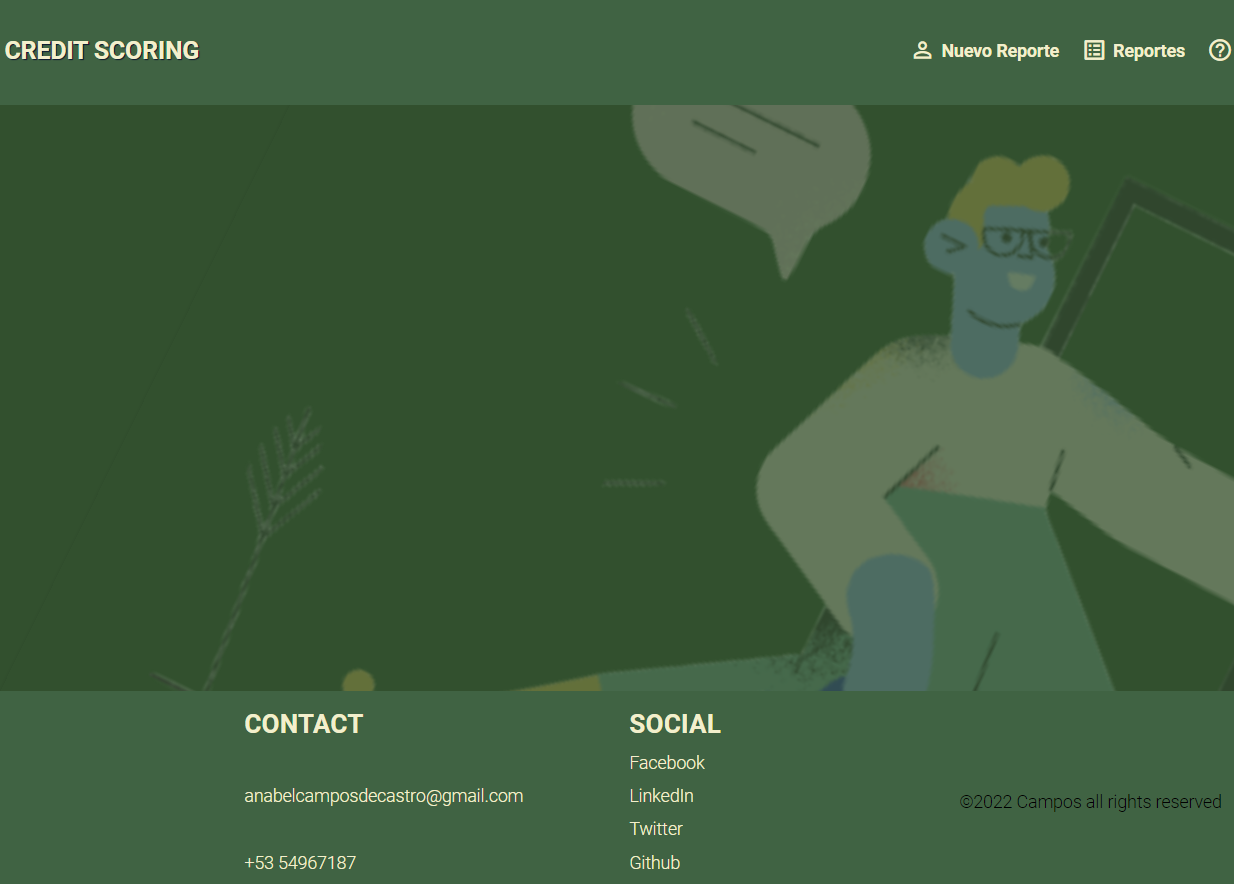 CREDIT SCORING
Nuevo Reporte
Reportes
CONTACT
anabelcamposdecastro@gmail.com
+53 54967187
SOCIAL
Facebook
LinkedIn
Twitter
Github
©2022 Campos all rights reserved